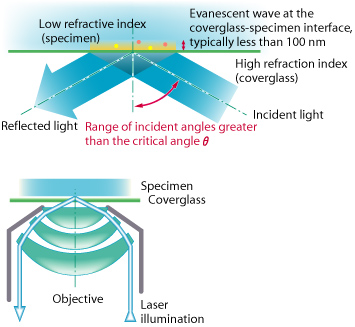 Low refractive index
(specimen)
Evanescent wave at the
coverglass-specimen interface,
typically less than 100 nm
High refraction index
(coverglass)
Incident light
Reflected light
Range of incident angles greater
than the critical angle θ
Specimen
Coverglass
Objective
Laser
illumination